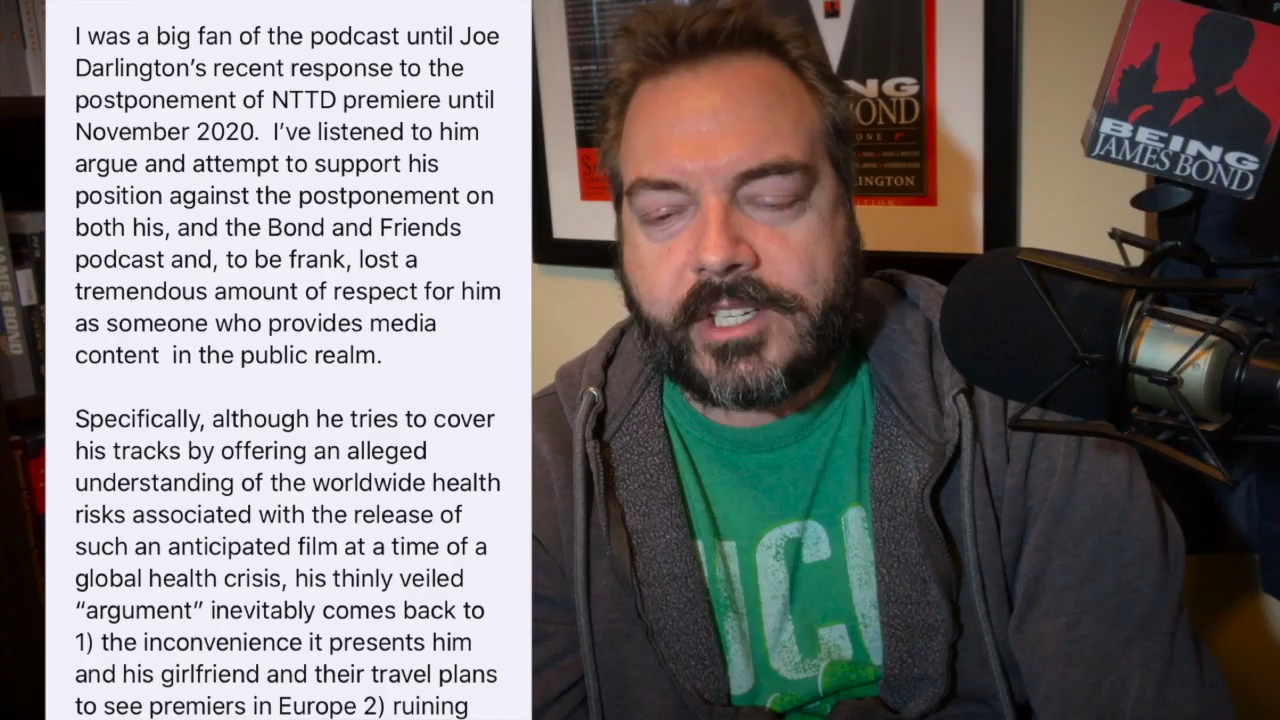 I was a big fan of the podcast until Joe
Darlington’s recent response to the
postponement of NTTD premiere until
November 2020.  I’ve listened to him
argue and attempt to support his
position against the postponement on
both his, and the Bond and Friends
podcast and, to be frank, lost a
tremendous amount of respect for him
as someone who provides media
content  in the public realm.
Specifically, although he tries to cover
his tracks by offering an alleged
understanding of the worldwide health
risks associated with the release of
such an anticipated film at a time of a
global health crisis, his thinly veiled
“argument” inevitably comes back to
1) the inconvenience it presents him
and his girlfriend and their travel plans
to see premiers in Europe 2) ruining
BEING
JAMES BOND
NG
OND
ONE
LINGTON
JAMES BOND